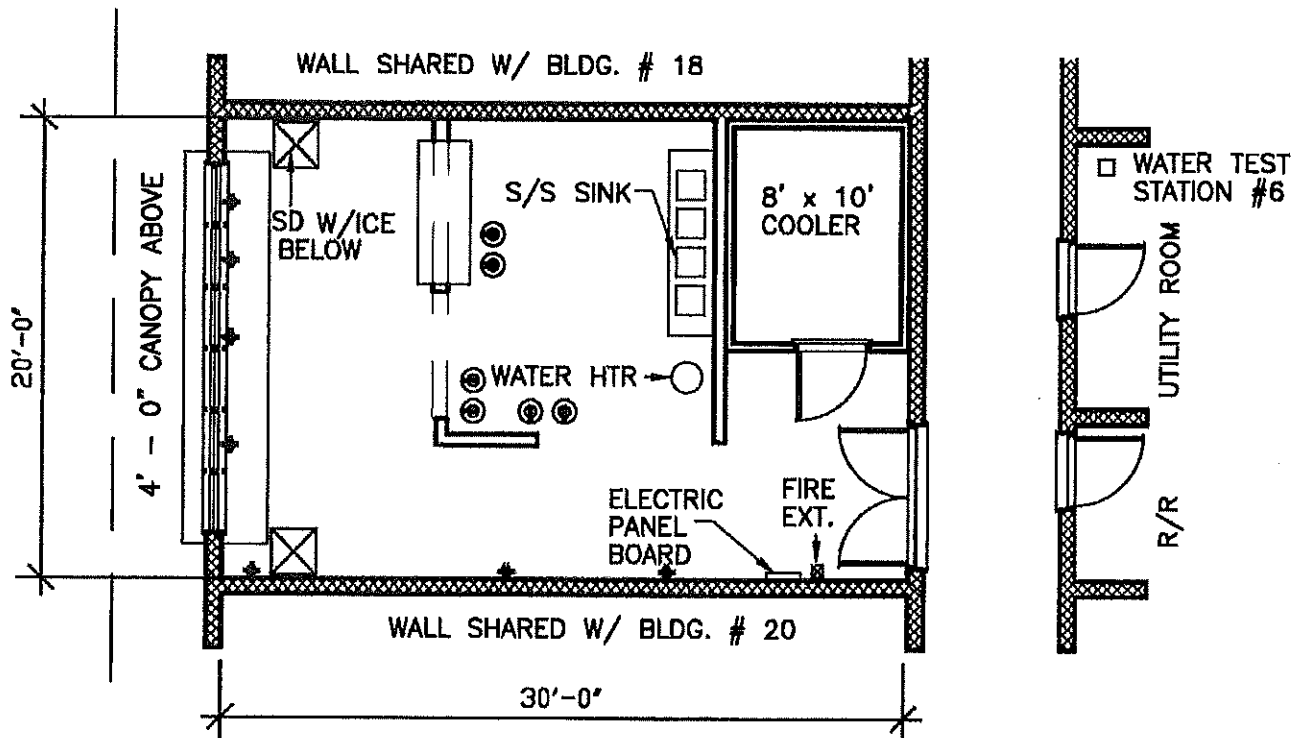 WALL SHARED W/ BLDG. # 18
4' - 0" CANOPY ABOVE
20'-0"
SD W/ICE
BELOW
S/S SINK
8' x 10'
COOLER
WATER HTR
ELECTRIC
PANEL
BOARD
FIRE
EXT.
WALL SHARED W/ BLDG. # 20
30'-0"
WATER TEST
STATION #6
UTILITY ROOM
R/R